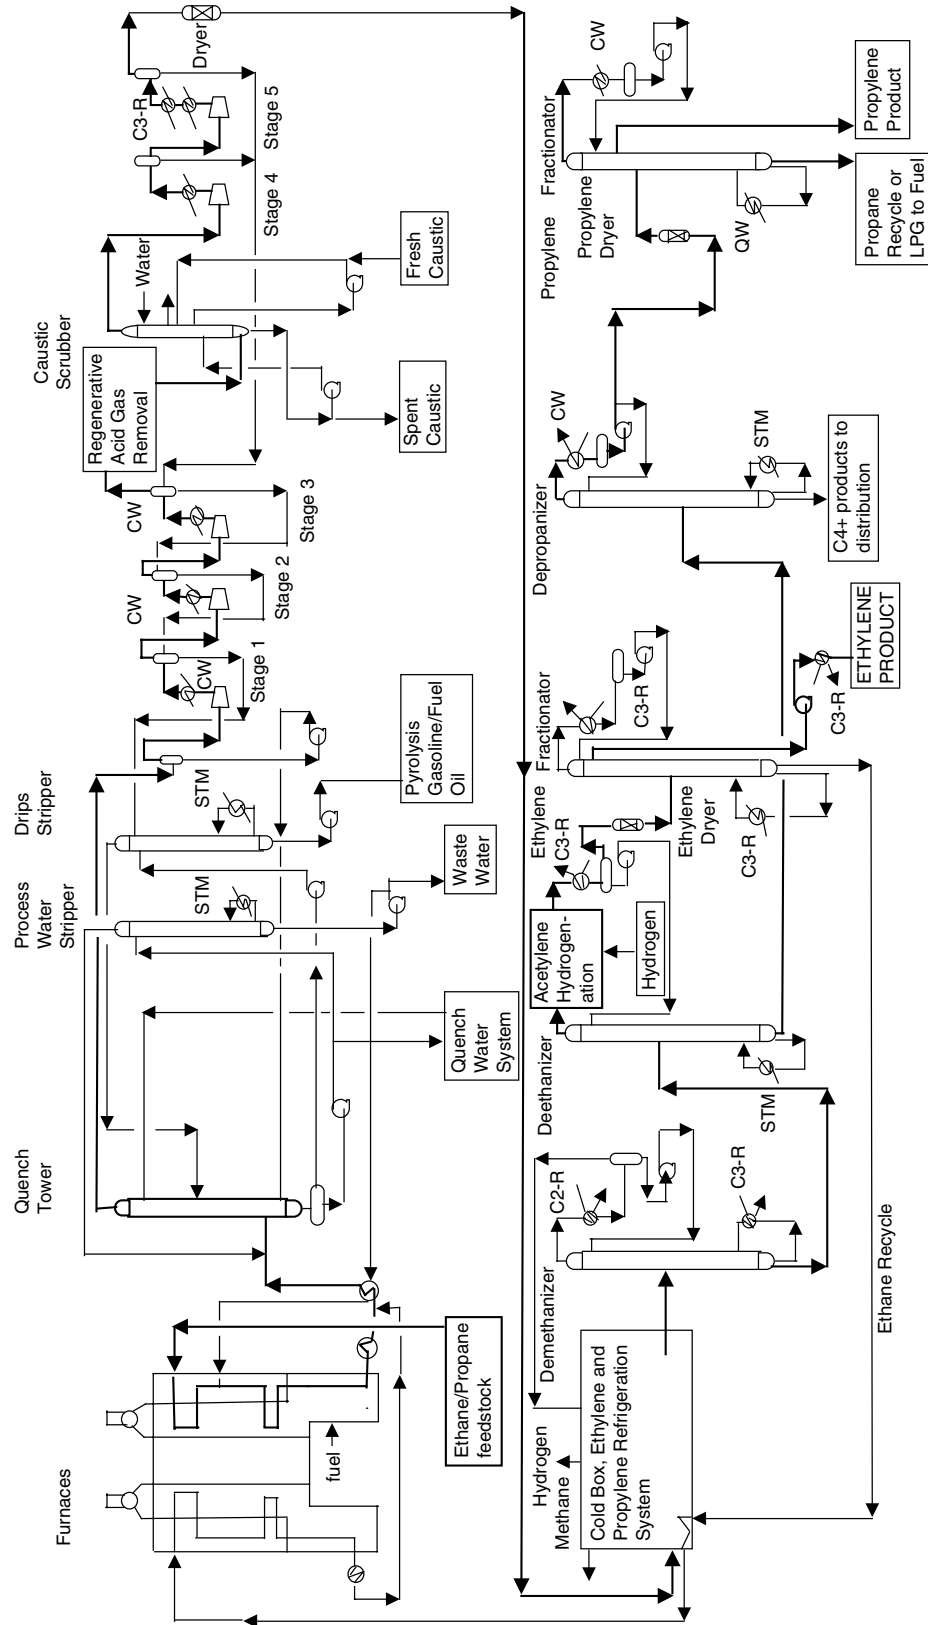 Furnaces
fuel
Ethane/Propane
feedstock
Quench
Tower
Quench
Water
System
Process
Water
Stripper
STM
Waste
Water
Drips
Stripper
STM
Pyrolysis
Gasoline/Fuel
Oil
CW
Stage 1
CW
Stage 2
CW
Stage 3
Regenerative
Acid Gas
Removal
Caustic
Scrubber
Water
Spent
Caustic
Fresh
Caustic
Stage 4
C3-R
Stage 5
Dryer
Hydrogen
Methane
Cold Box, Ethylene and
Propylene Refrigeration
System
Demethanizer
C2-R
C3-R
Ethane Recycle
Deethanizer
STM
Acetylene
Hydrogen-
ation
Hydrogen
C3-R
Ethylene Fractionator
Ethylene
Dryer
C3-R
C3-R
C3-R
ETHYLENE
PRODUCT
Depropanizer
CW
STM
C4+ products to
distribution
Propylene Fractionator
Propylene
Dryer
CW
QW
Propylene
Product
Propane
Recycle or
LPG to Fuel